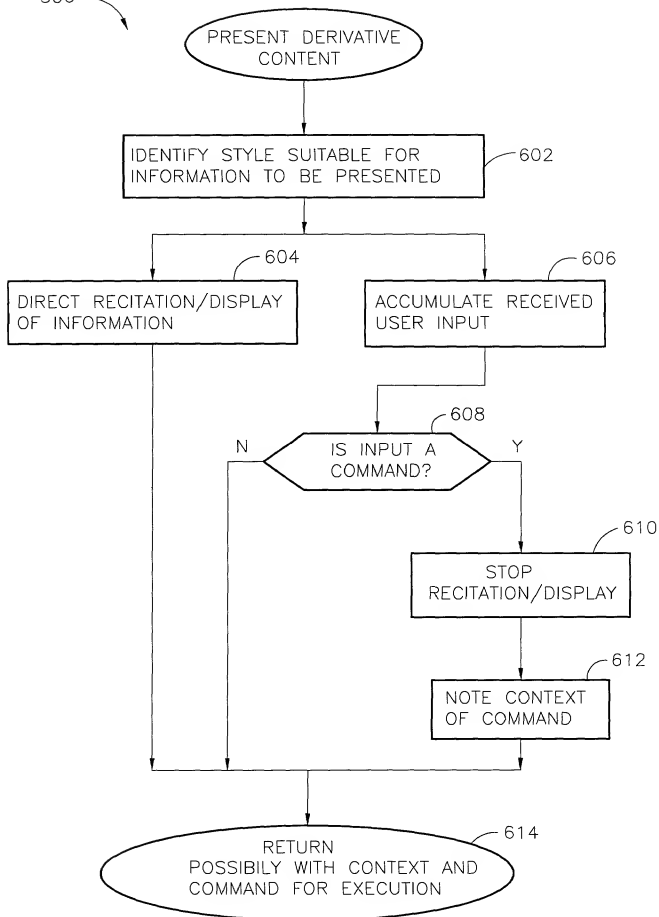 PRESENT DERIVATIVE
CONTENT
IDENTIFY STYLE SUITABLE FOR
INFORMATION TO BE PRESENTED
602
604
606
DIRECT RECITATION/DISPLAY
OF INFORMATION
ACCUMULATE RECEIVED
USER INPUT
608
N
IS INPUT A
COMMAND?
Y
610
STOP
RECITATION/DISPLAY
612
NOTE CONTEXT
OF COMMAND
614
RETURN
POSSIBILY WITH CONTEXT AND
COMMAND FOR EXECUTION